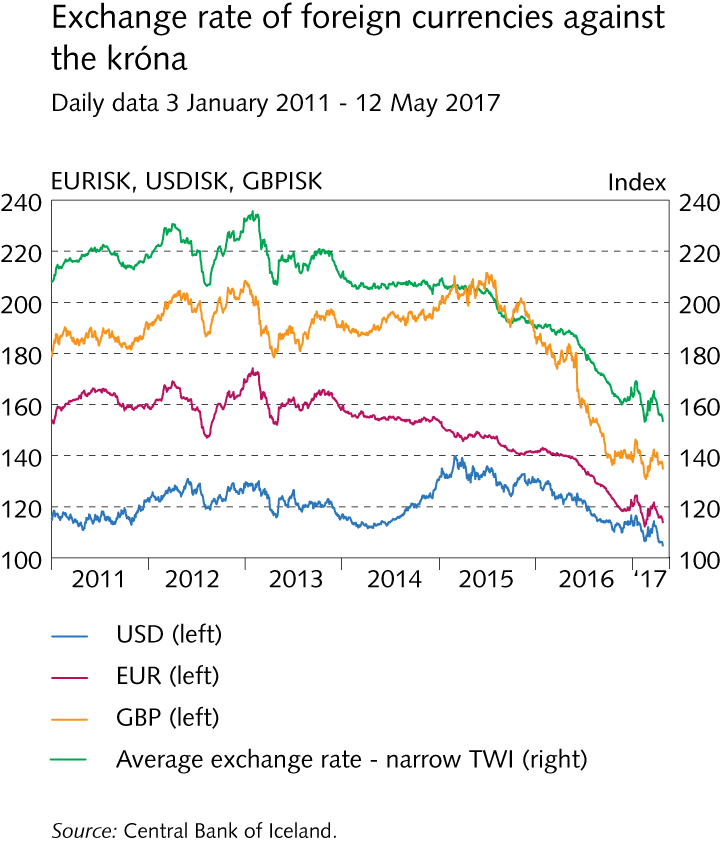 Exchange rate of foreign currencies against
the króna
Daily data 3 January 2011 - 12 May 2017
EURISK, USDISK, GBPISK Index
240 240
220 220
200 200
180 180
160 160
140 140
120 120
100 100
2011 2012 2013 2014 2015 2016 '17
USD (left)
EUR (left)
GBP (left)
Average exchange rate - narrow TWI (right)
Source: Central Bank of Iceland.